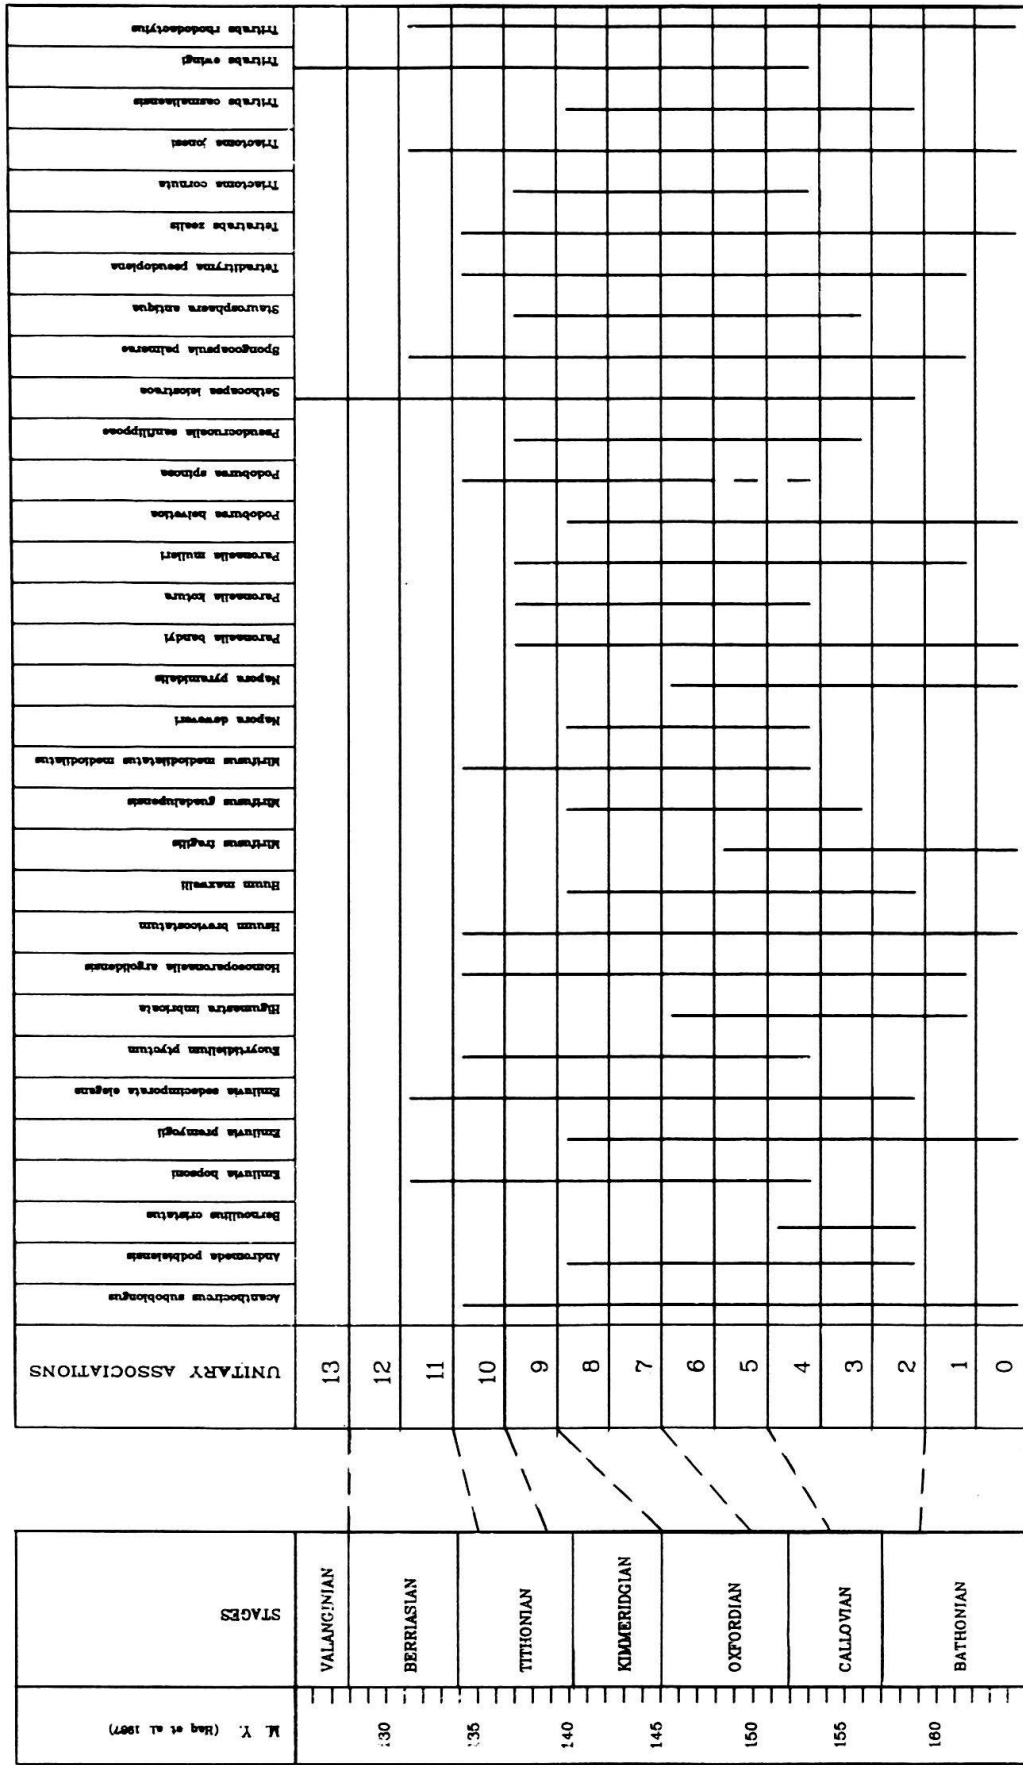 Tritrabs rhododactylus
Tritrabs ewingi
Tritrabs casmaliaensis
Triactoma jonesi
Triactoma cornuta
Tetratrabs zealis
Tetraditryma pseudoplena
Staurosphaera antiqua
Spongocapsula palmerae
Sethocapsa leiostraca
Pseudocrucella sanfilippoae
Podobursa spinosa
Podobursa helvetica
Paronaella mulleri
Paronaella kotura
Paronaella bandyi
Napora pyramidalis
Napora deweveri
Mirifusus mediodilatatus mediodilatus
Mirifusus guadalupensis
Mirifusus fragilis
Huum maxwelli
Hsuum brevicostatum
Homoeoparonaella argolidensis
Higumastra imbricata
Eucyrtidiellum ptyctum
Emiluvia sedecimporata elegans
Emiluvia premyogii
Emiluvia hopsoni
Bernoullius cristatus
Andromeda podbielensis
Acanthocircus suboblongus
UNITARY ASSOCIATIONS
13
12
11
10
9
8
7
6
5
4
3
2
1
0
STAGES
VALANGINIAN
BERRIASIAN
TITHONIAN
KIMMERIDGIAN
OXFORDIAN
CALLOVIAN
BATHONIAN
M. Y.
(Haq et al. 1987)
130
135
140
145
150
155
160